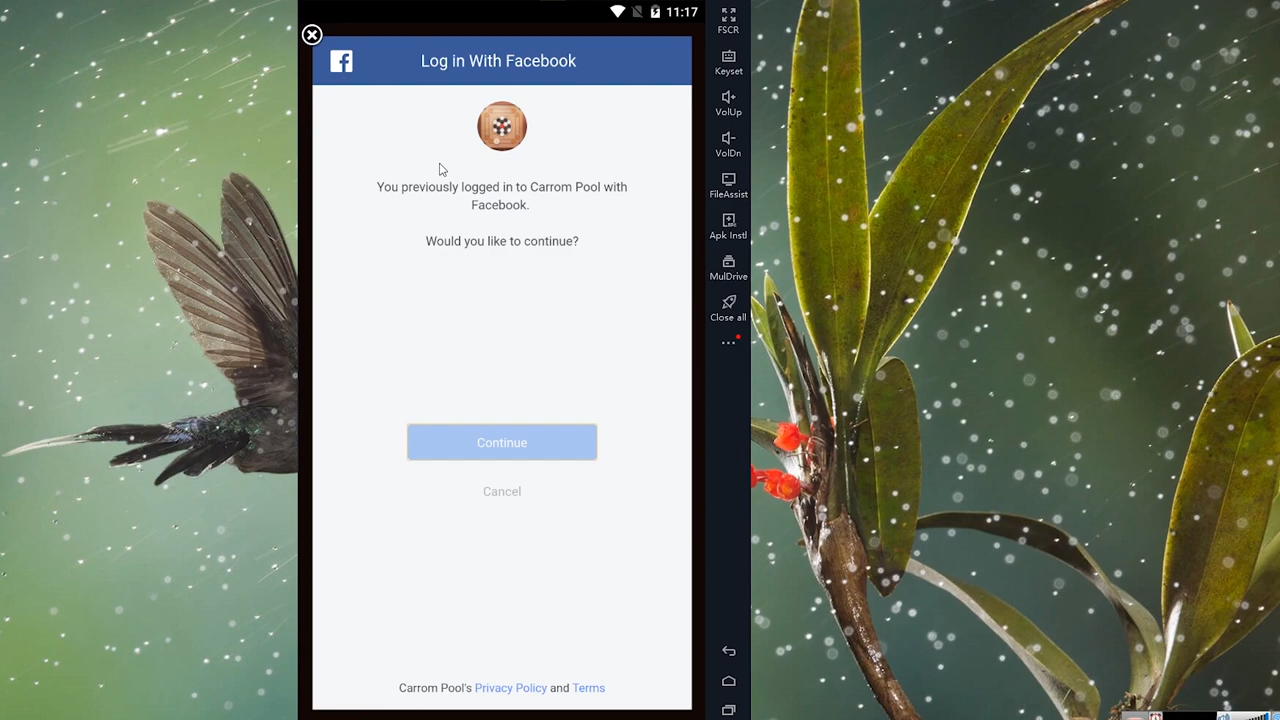 11:17
FSCR
Log in With Facebook
Keyset
VolUp
VolDn
You previously logged in to Carrom Pool with
Facebook.
FileAssist
Would you like to continue?
Apk Instl
MulDrive
Close all
Continue
Cancel
Carrom Pool's Privacy Policy and Terms